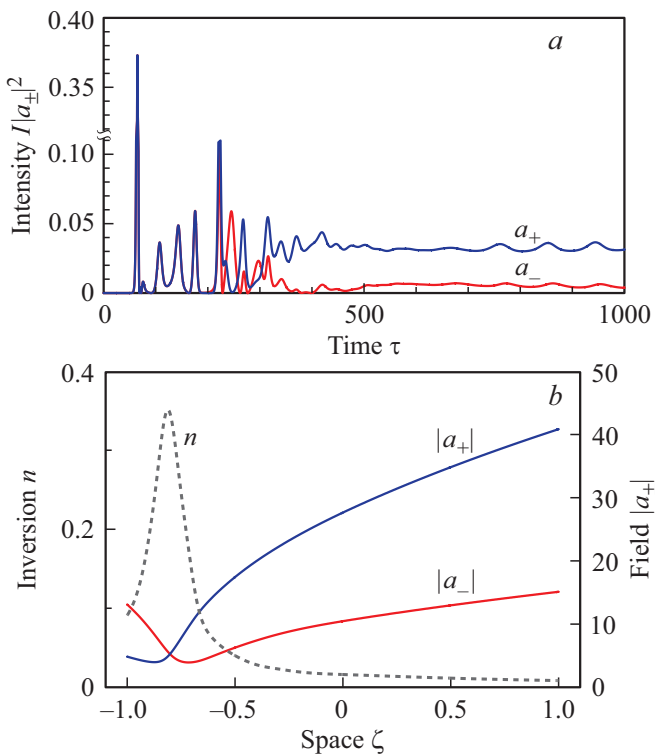 0.40
a
0.35
0.10
0.05
0
Intensity I|a±|²
a₊
a₋
0
500
1000
Time τ
0.4
b
50
40
n
|a₊|
30
0.2
20
|a₋|
10
0
0
Inversion n
Field |a₊|
−1.0
−0.5
0
0.5
1.0
Space ζ